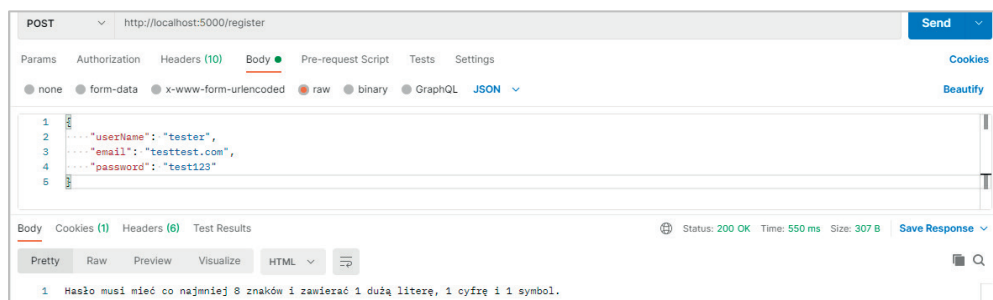 POST http://localhost:5000/register Send
Params Authorization Headers (10) Body Pre-request Script Tests Settings Cookies
none form-data x-www-form-urlencoded raw binary GraphQL JSON Beautify
1 {
2 "userName": "tester",
3 "email": "testtest.com",
4 "password": "test123"
5 }
Body Cookies (1) Headers (6) Test Results Status: 200 OK Time: 550 ms Size: 307 B Save Response
Pretty Raw Preview Visualize HTML
1 Hasło musi mieć co najmniej 8 znaków i zawierać 1 dużą literę, 1 cyfrę i 1 symbol.